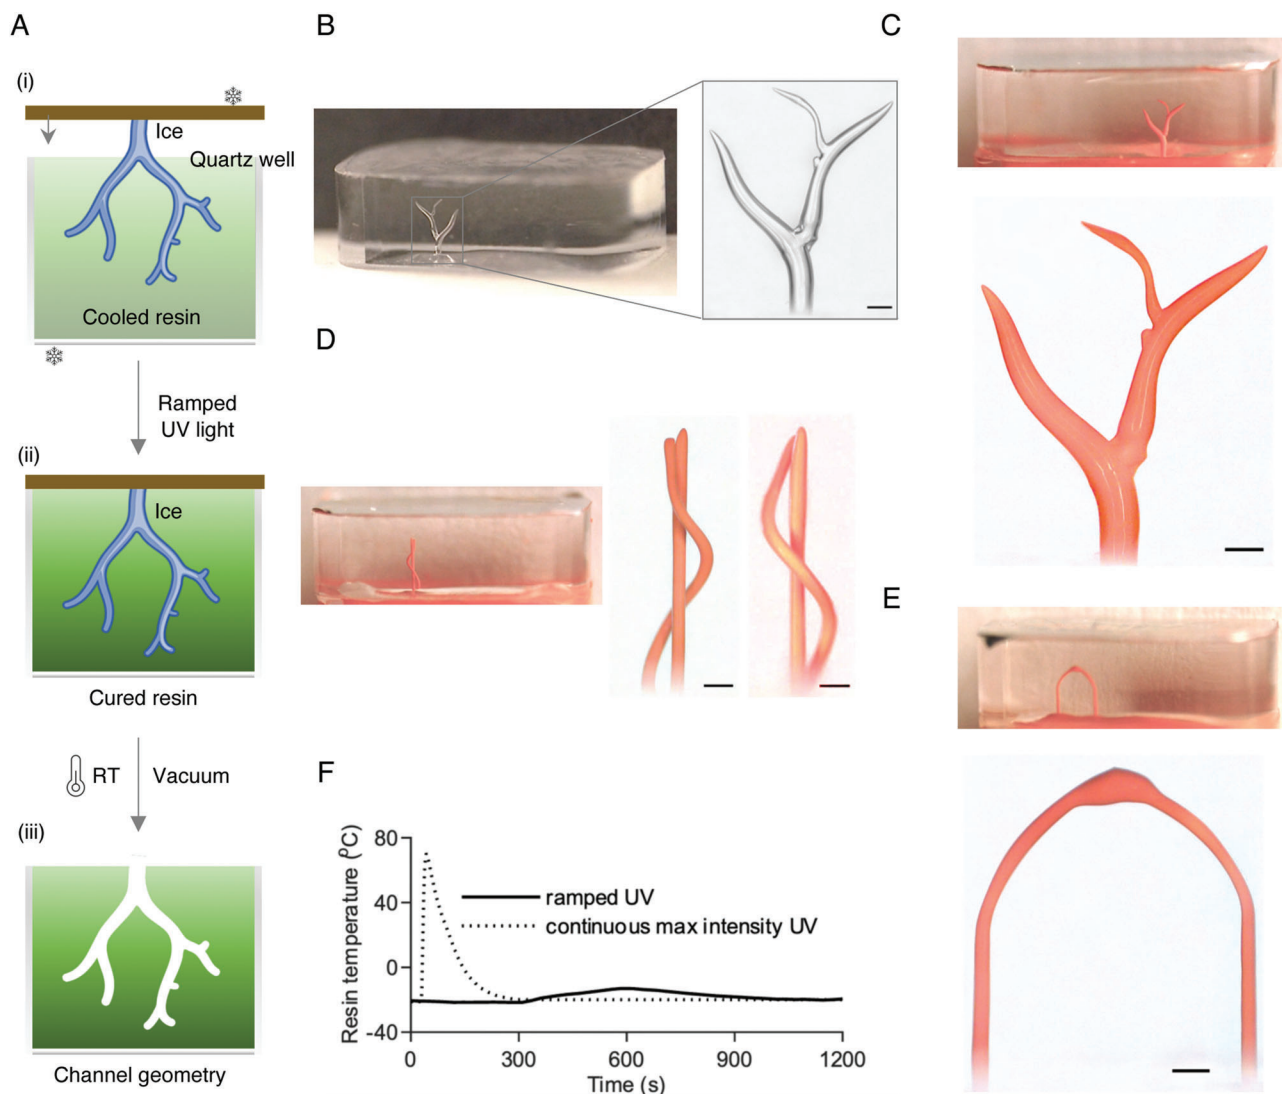 A
(i)
Ice
Quartz well
Cooled resin
Ramped
UV light
(ii)
Ice
Cured resin
RT
Vacuum
(iii)
Channel geometry
B
C
D
E
F
Resin temperature (⁰C)
80
40
0
-40
ramped UV
continuous max intensity UV
0
300
600
900
1200
Time (s)